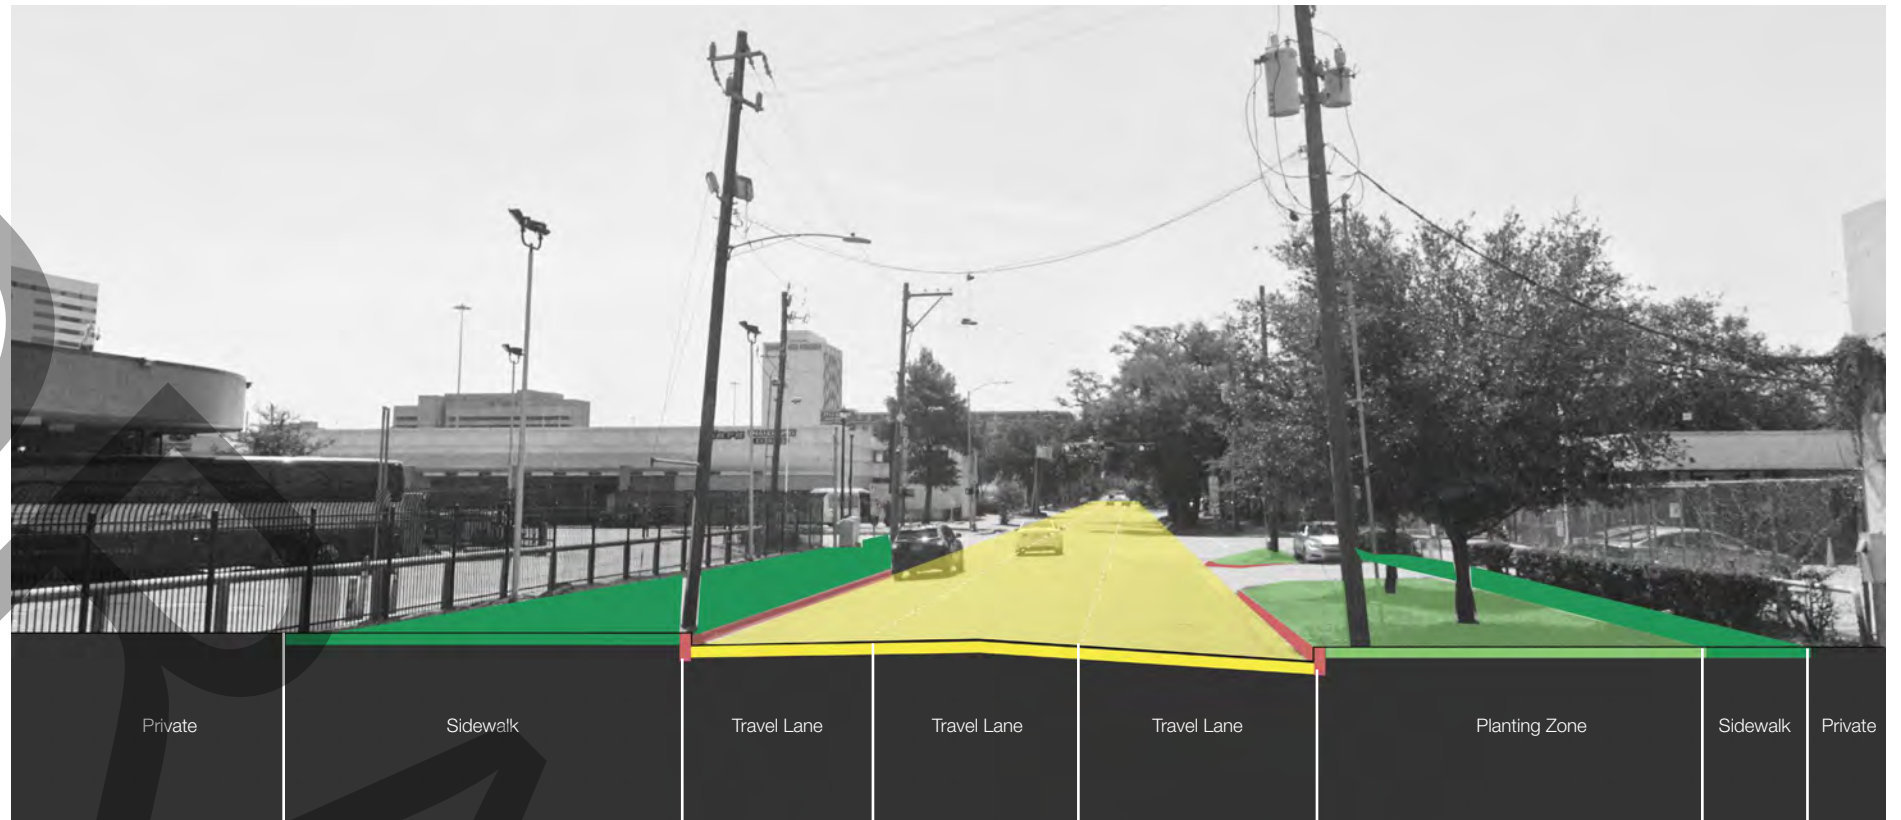 Private
Sidewalk
Travel Lane
Travel Lane
Travel Lane
Planting Zone
Sidewalk
Private